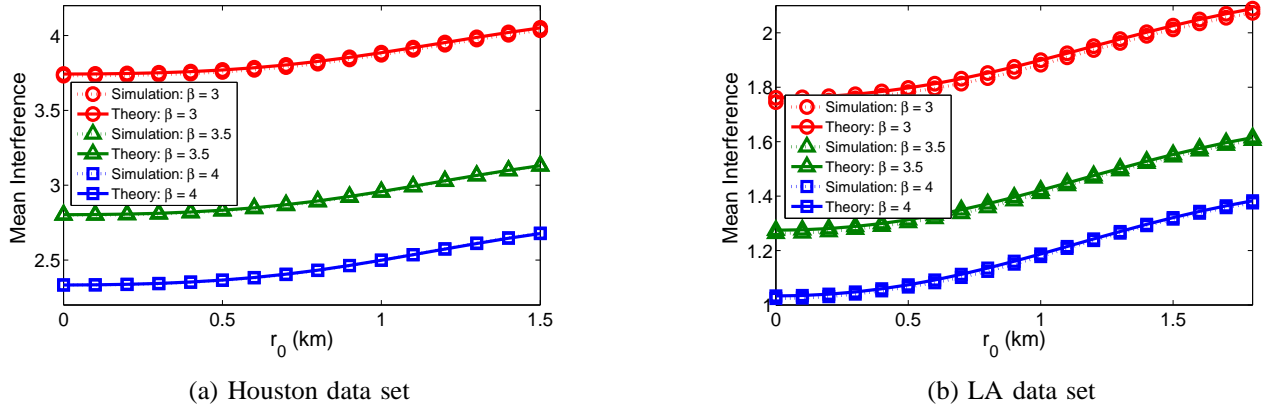 Mean Interference
4
3.5
3
2.5
0
0.5
1
1.5
r_0 (km)
Simulation: β = 3
Theory: β = 3
Simulation: β = 3.5
Theory: β = 3.5
Simulation: β = 4
Theory: β = 4
(a) Houston data set
Mean Interference
2
1.8
1.6
1.4
1.2
1
0
0.5
1
1.5
r_0 (km)
Simulation: β = 3
Theory: β = 3
Simulation: β = 3.5
Theory: β = 3.5
Simulation: β = 4
Theory: β = 4
(b) LA data set